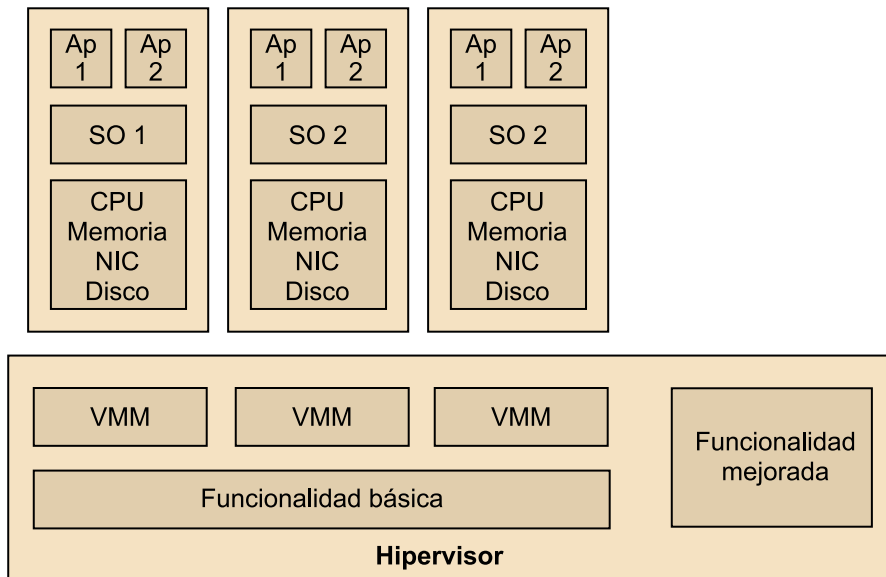 Ap
1
Ap
2
SO 1
CPU
Memoria
NIC
Disco
Ap
1
Ap
2
SO 2
CPU
Memoria
NIC
Disco
Ap
1
Ap
2
SO 2
CPU
Memoria
NIC
Disco
VMM
VMM
VMM
Funcionalidad básica
Funcionalidad
mejorada
Hipervisor